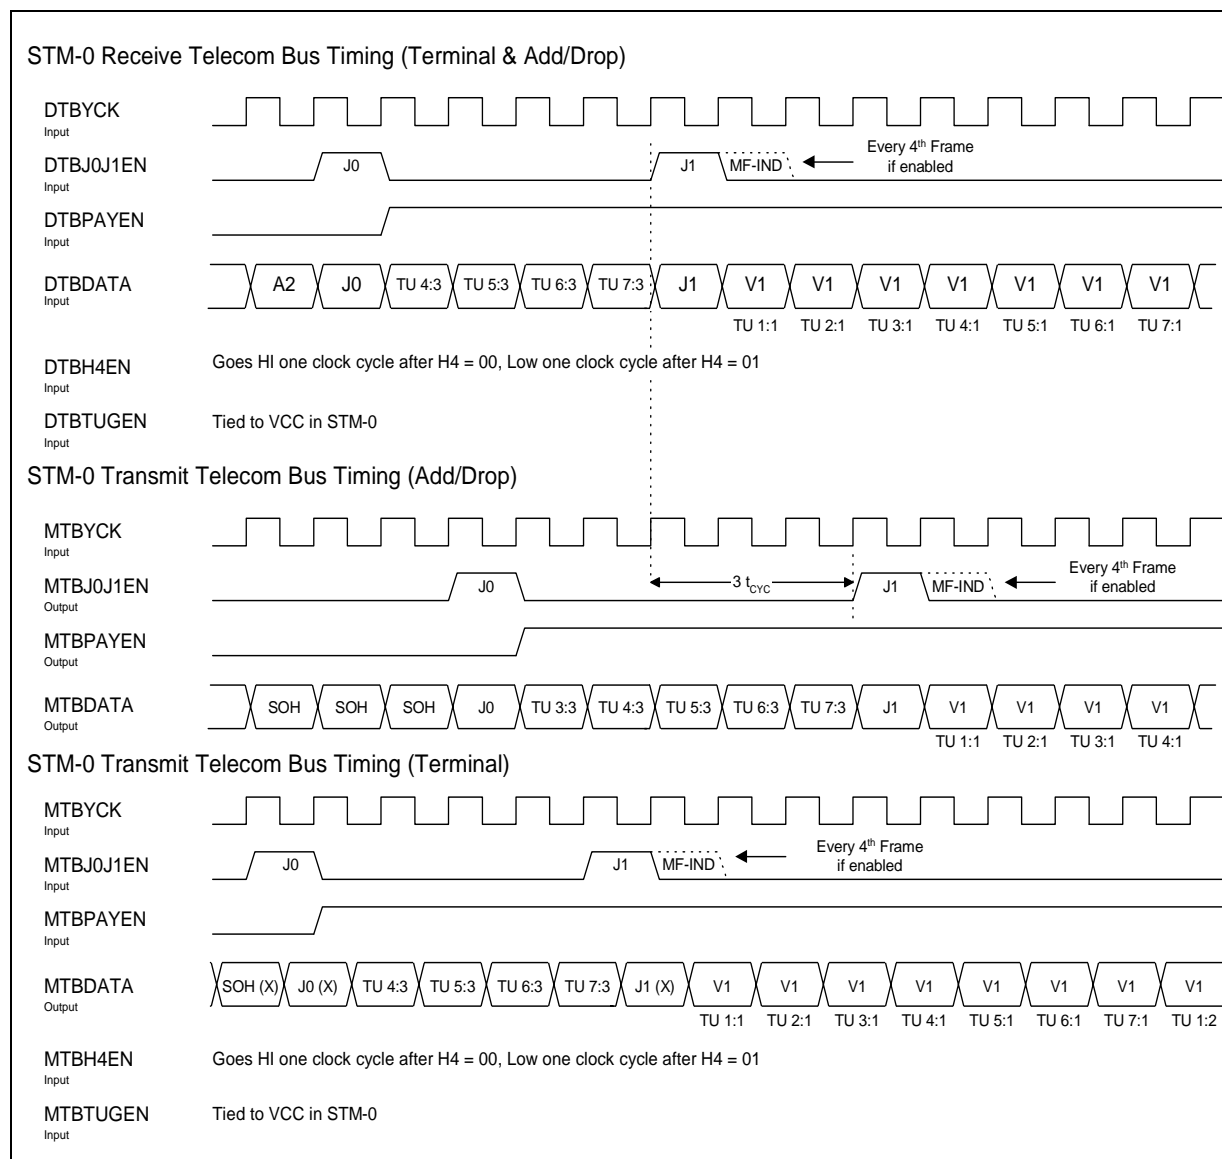 STM-0 Receive Telecom Bus Timing (Terminal & Add/Drop)
DTBYCK
Input
DTBJ0J1EN
Input
J0
J1
MF-IND
Every 4th Frame
if enabled
DTBPAYEN
Input
DTBDATA
Input
A2 J0 TU 4:3 TU 5:3 TU 6:3 TU 7:3 J1 V1 V1 V1 V1 V1 V1 V1
TU 1:1 TU 2:1 TU 3:1 TU 4:1 TU 5:1 TU 6:1 TU 7:1
DTBH4EN
Input
Goes HI one clock cycle after H4 = 00, Low one clock cycle after H4 = 01
DTBTUGEN
Input
Tied to VCC in STM-0
STM-0 Transmit Telecom Bus Timing (Add/Drop)
MTBYCK
Input
MTBJ0J1EN
Output
J0
3 tCYC
J1
MF-IND
Every 4th Frame
if enabled
MTBPAYEN
Output
MTBDATA
Output
SOH SOH SOH J0 TU 3:3 TU 4:3 TU 5:3 TU 6:3 TU 7:3 J1 V1 V1 V1 V1
TU 1:1 TU 2:1 TU 3:1 TU 4:1
STM-0 Transmit Telecom Bus Timing (Terminal)
MTBYCK
Input
MTBJ0J1EN
Input
J0
J1
MF-IND
Every 4th Frame
if enabled
MTBPAYEN
Input
MTBDATA
Output
SOH (X) J0 (X) TU 4:3 TU 5:3 TU 6:3 TU 7:3 J1 (X) V1 V1 V1 V1 V1 V1 V1 V1
TU 1:1 TU 2:1 TU 3:1 TU 4:1 TU 5:1 TU 6:1 TU 7:1 TU 1:2
MTBH4EN
Input
Goes HI one clock cycle after H4 = 00, Low one clock cycle after H4 = 01
MTBTUGEN
Input
Tied to VCC in STM-0